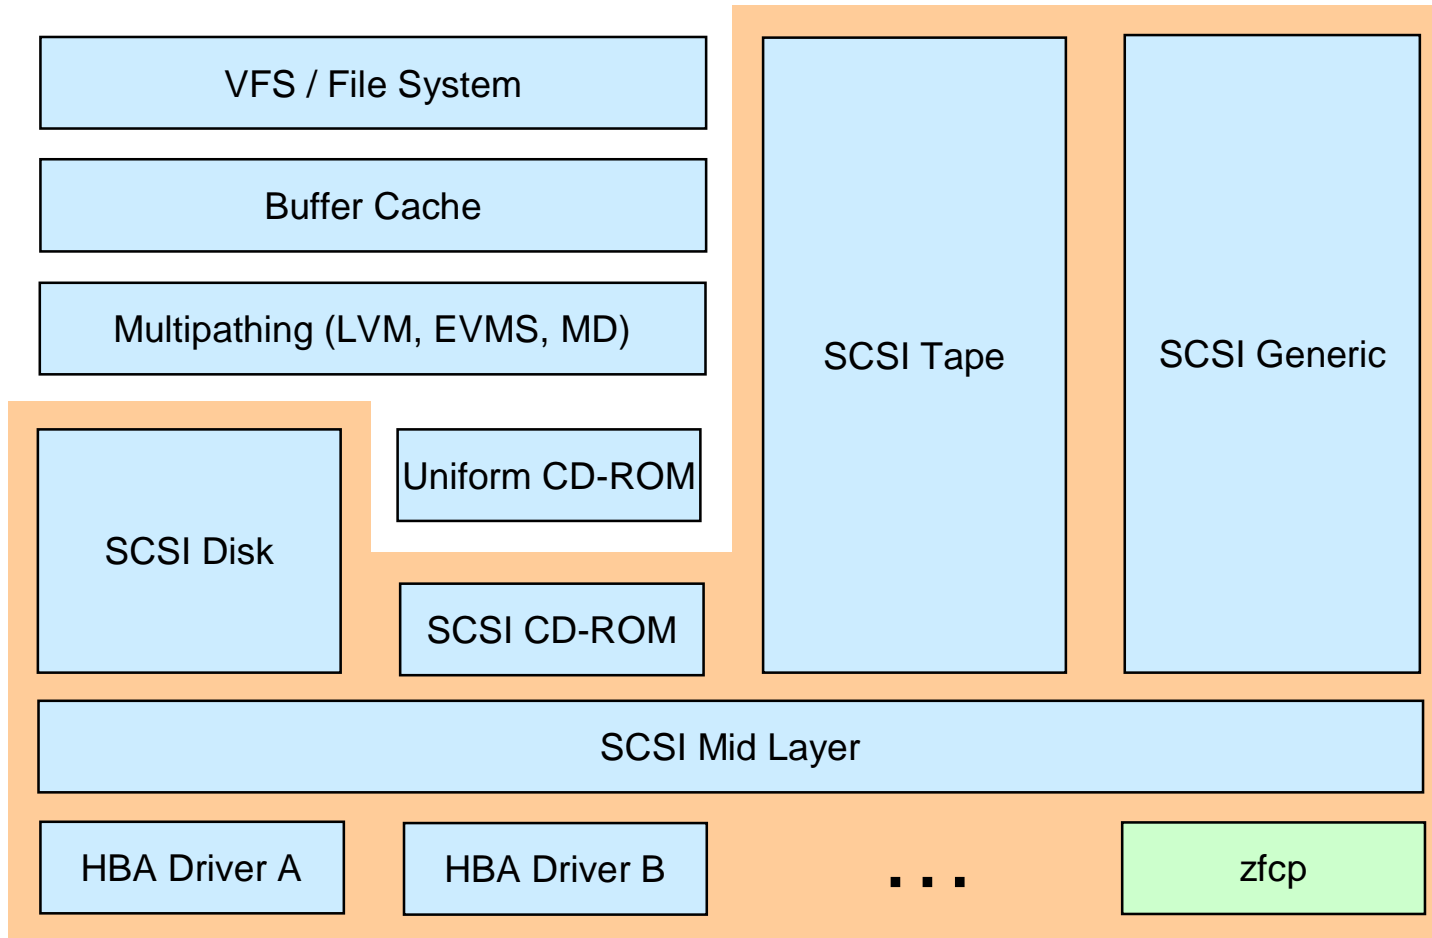 VFS / File System
Buffer Cache
Multipathing (LVM, EVMS, MD)
SCSI Tape
SCSI Generic
Uniform CD-ROM
SCSI Disk
SCSI CD-ROM
SCSI Mid Layer
HBA Driver A
HBA Driver B
. . .
zfcp